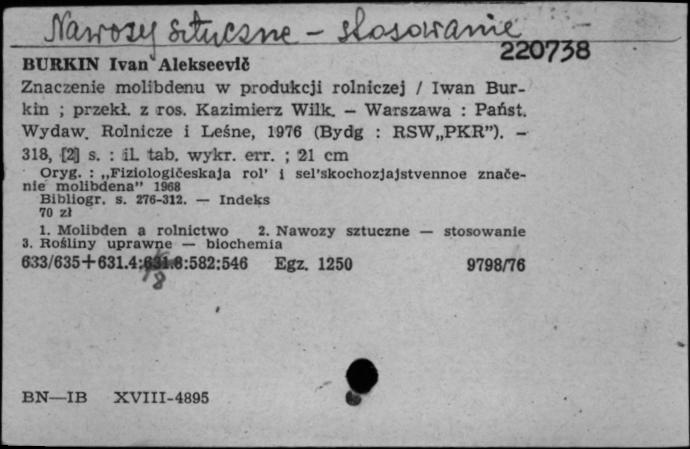 Nawozy sztuczne - stosowanie
220738
BURKIN Ivan Alekseevič
Znaczenie molibdenu w produkcji rolniczej / Iwan Bur-
kin ; przekł. z ros. Kazimierz Wilk. – Warszawa : Państ.
Wydaw. Rolnicze i Leśne, 1976 (Bydg : RSW„PKR”). –
318, [2] s. : il. tab. wykr. err. ; 21 cm
Oryg. : „Fiziologičeskaja rol' i sel'skochozjajstvennoe znače-
nie molibdena” 1968
Bibliogr. s. 276-312. — Indeks
70 zł
1. Molibden a rolnictwo 2. Nawozy sztuczne — stosowanie
3. Rośliny uprawne — biochemia
633/635+631.4:631.8:582:546 Egz. 1250 9798/76
8
BN—IB XVIII-4895